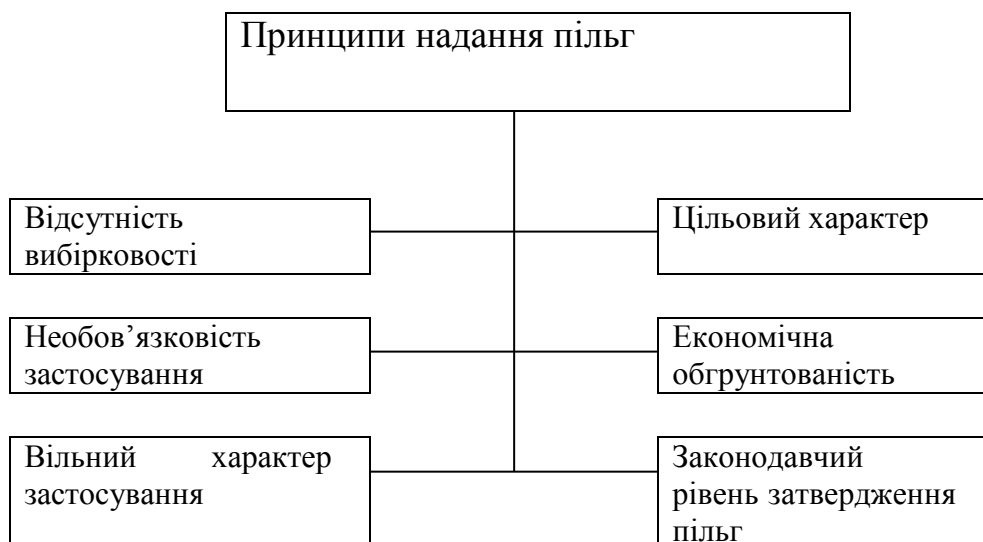 Принципи надання пільг
Відсутність
вибірковості
Цільовий характер
Необов’язковість
застосування
Економічна
обгрунтованість
Вільний характер
застосування
Законодавчий
рівень затвердження
пільг